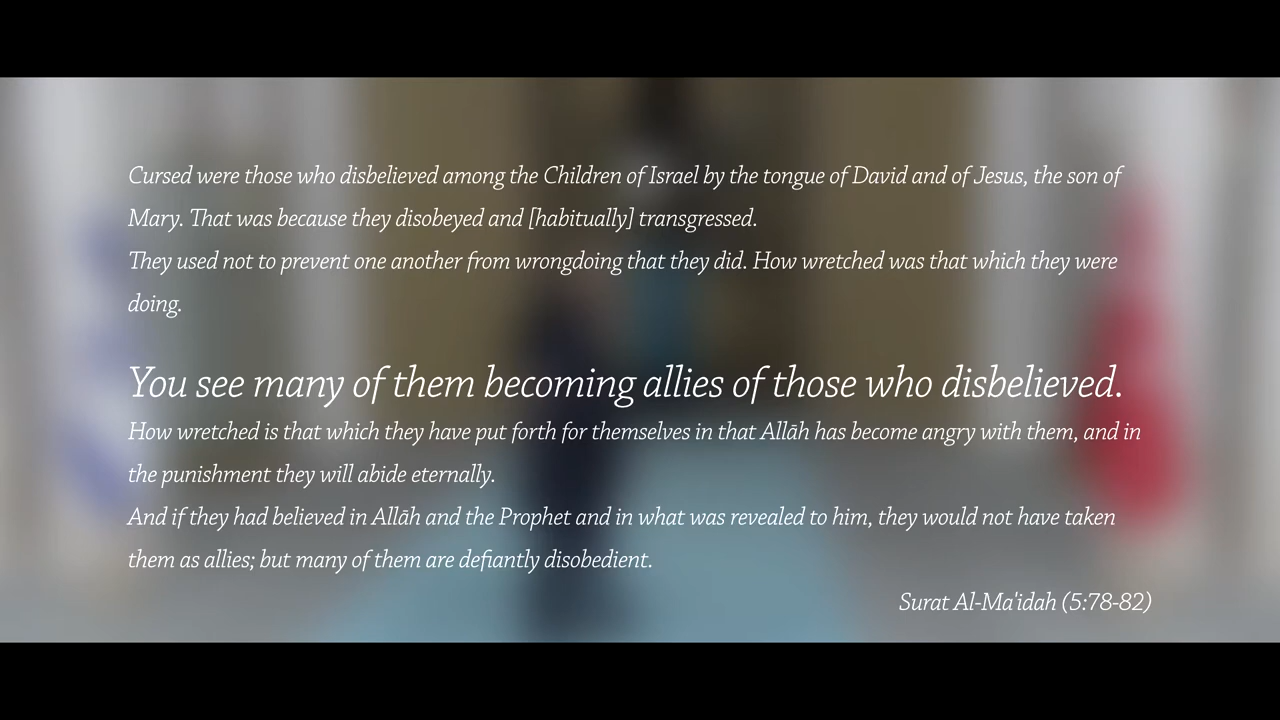 Cursed were those who disbelieved among the Children of Israel by the tongue of David and of Jesus, the son of
Mary. That was because they disobeyed and [habitually] transgressed.
They used not to prevent one another from wrongdoing that they did. How wretched was that which they were
doing.
You see many of them becoming allies of those who disbelieved.
How wretched is that which they have put forth for themselves in that Allāh has become angry with them, and in
the punishment they will abide eternally.
And if they had believed in Allāh and the Prophet and in what was revealed to him, they would not have taken
them as allies; but many of them are defiantly disobedient.
Surat Al-Ma'idah (5:78-82)